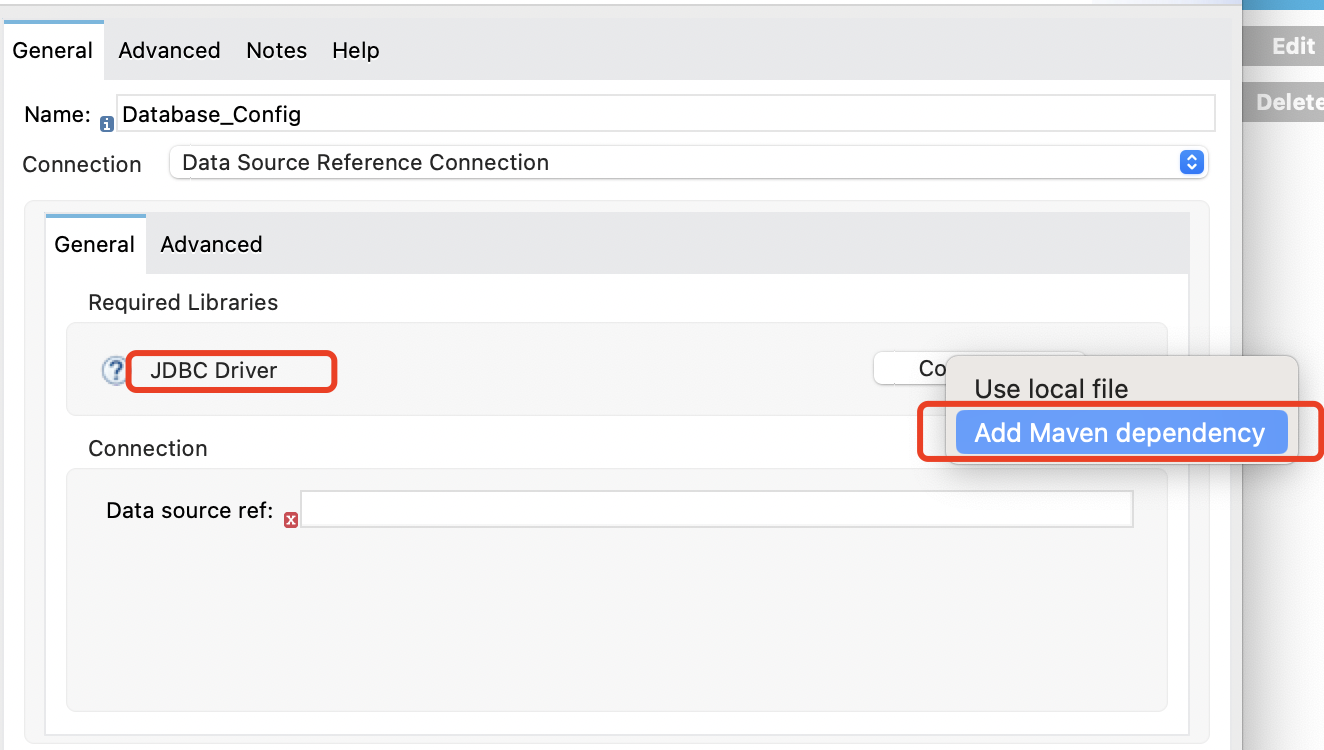 General Advanced Notes Help
Edit
Delete
Name: Database_Config
Connection Data Source Reference Connection
General Advanced
Required Libraries
JDBC Driver
Use local file
Add Maven dependency
Connection
Data source ref: